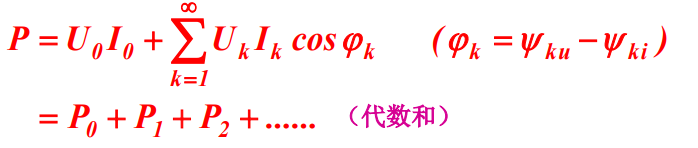 P = U₀I₀ + ∑_{k=1}^{∞} U_k I_k cos φ_k (φ_k = ψ_{ku} − ψ_{ki})
= P₀ + P₁ + P₂ + ...... （代数和）